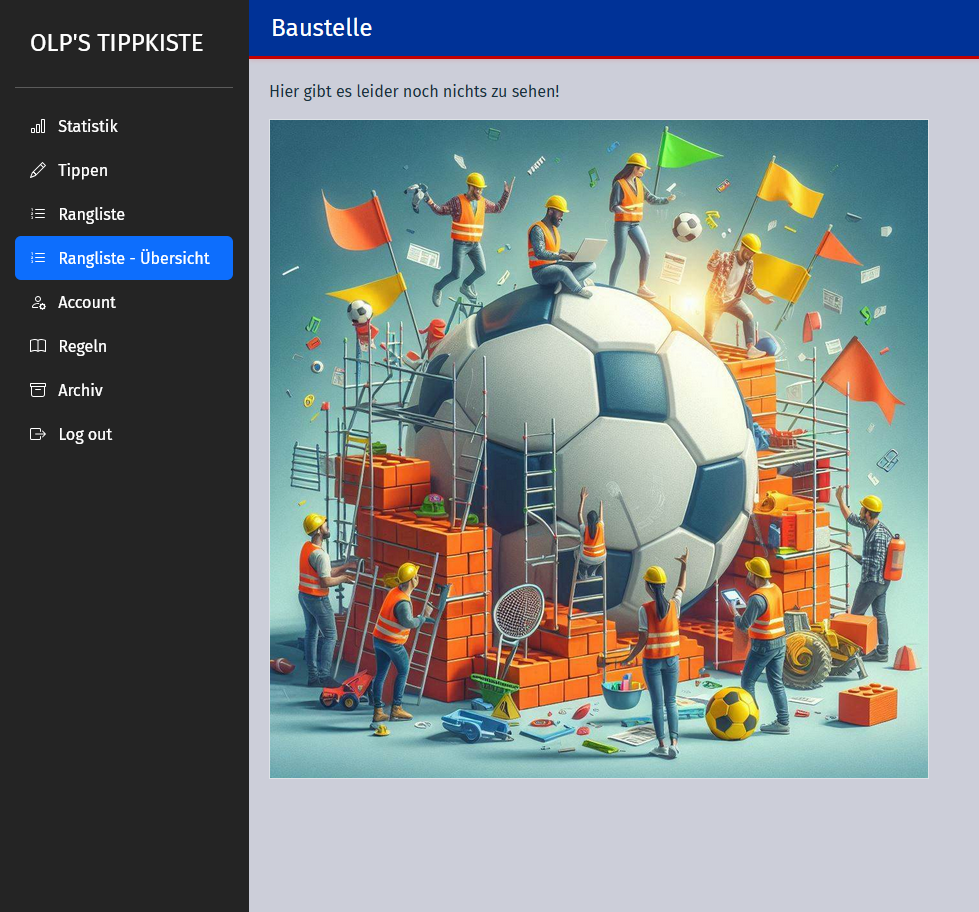 OLP'S TIPPKISTE
Statistik
Tippen
Rangliste
Rangliste - Übersicht
Account
Regeln
Archiv
Log out
Baustelle
Hier gibt es leider noch nichts zu sehen!